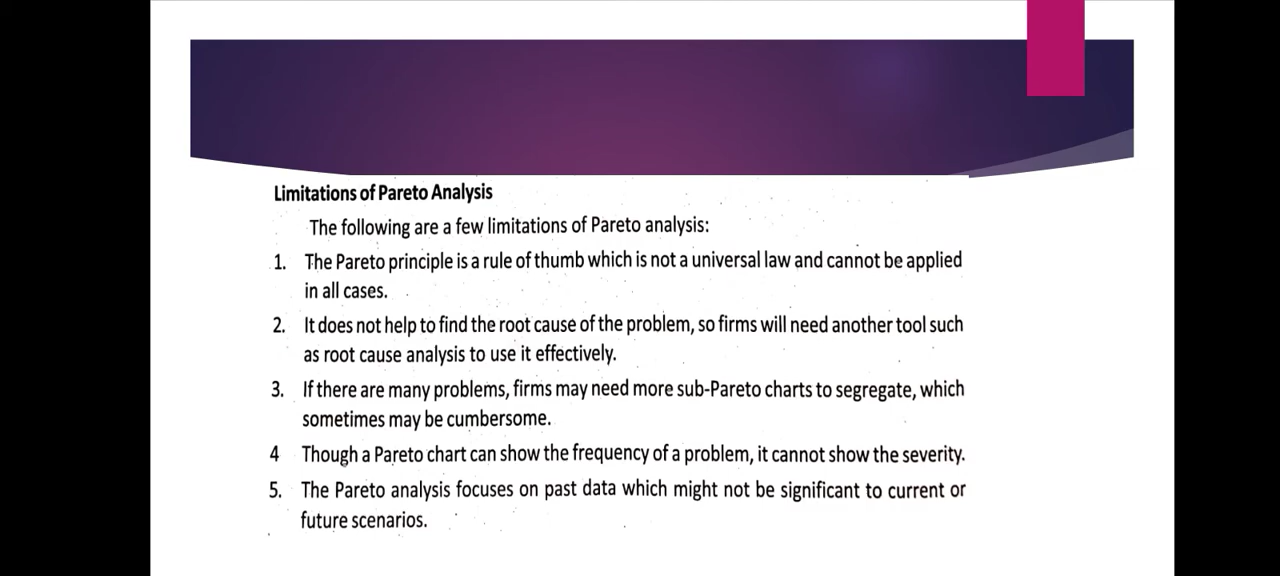 Limitations of Pareto Analysis
The following are a few limitations of Pareto analysis:
1. The Pareto principle is a rule of thumb which is not a universal law and cannot be applied
in all cases.
2. It does not help to find the root cause of the problem, so firms will need another tool such
as root cause analysis to use it effectively.
3. If there are many problems, firms may need more sub-Pareto charts to segregate, which
sometimes may be cumbersome.
4 Though a Pareto chart can show the frequency of a problem, it cannot show the severity.
5. The Pareto analysis focuses on past data which might not be significant to current or
future scenarios.